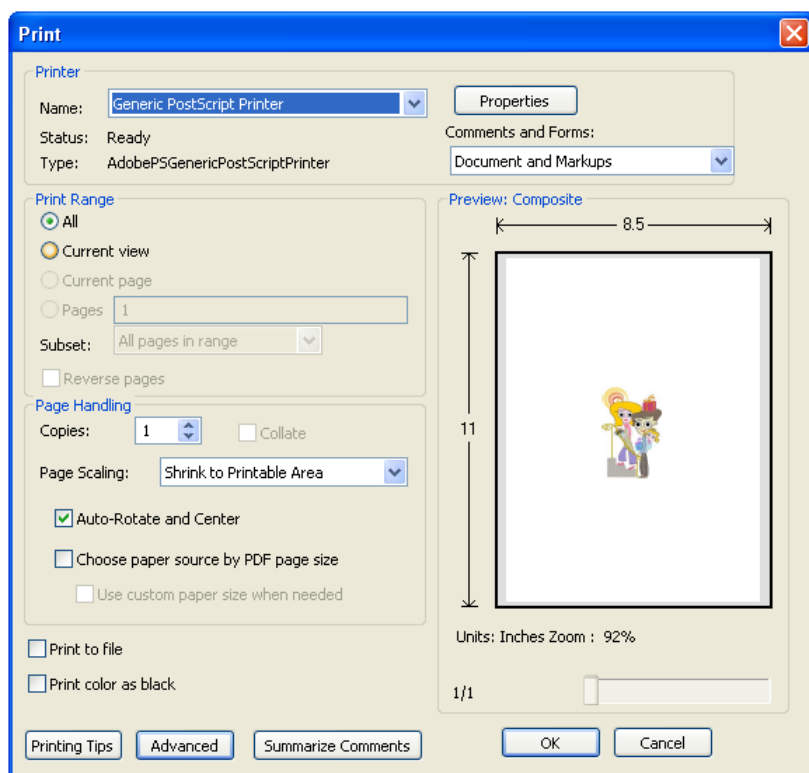 Print
Printer
Name: Generic PostScript Printer Properties
Status: Ready Comments and Forms:
Type: AdobePSGenericPostScriptPrinter Document and Markups
Print Range
All
Current view
Current page
Pages 1
Subset: All pages in range
Reverse pages
Page Handling
Copies: 1 Collate
Page Scaling: Shrink to Printable Area
Auto-Rotate and Center
Choose paper source by PDF page size
Use custom paper size when needed
Print to file
Print color as black
Preview: Composite
8.5
11
Units: Inches Zoom : 92%
1/1
Printing Tips Advanced Summarize Comments OK Cancel